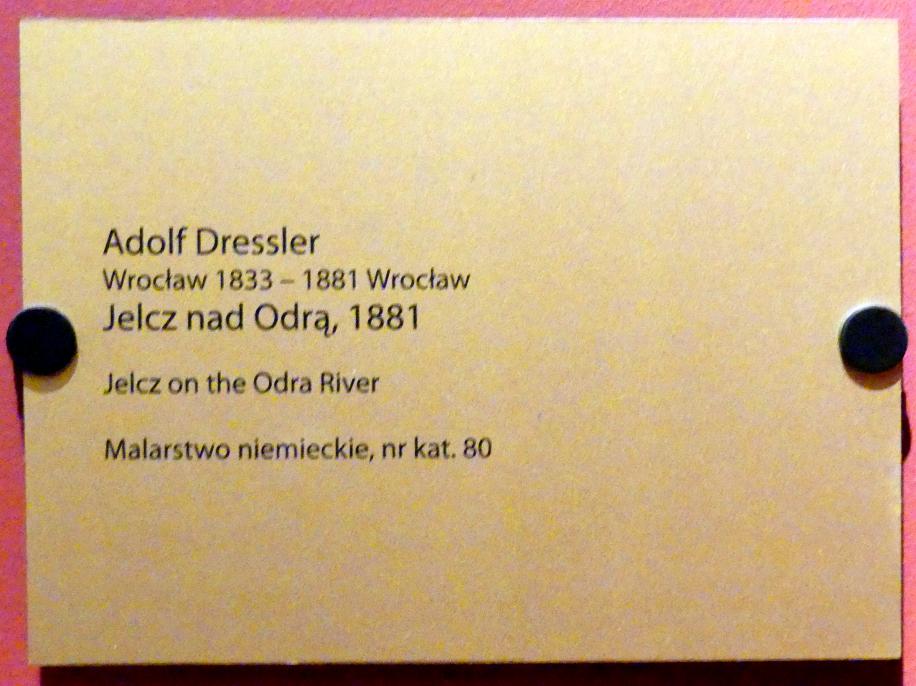 Adolf Dressler
Wrocław 1833 – 1881 Wrocław
Jelcz nad Odrą, 1881
Jelcz on the Odra River
Malarstwo niemieckie, nr kat. 80